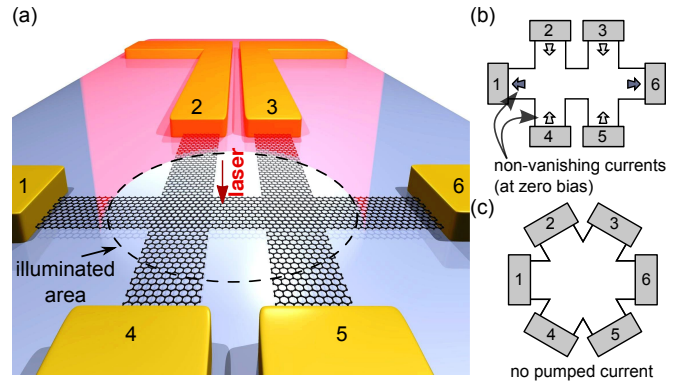 (a)
2
3
1
6
laser
illuminated
area
4
5
(b)
2
3
1
6
4
5
non-vanishing currents
(at zero bias)
(c)
2
3
1
6
4
5
no pumped current